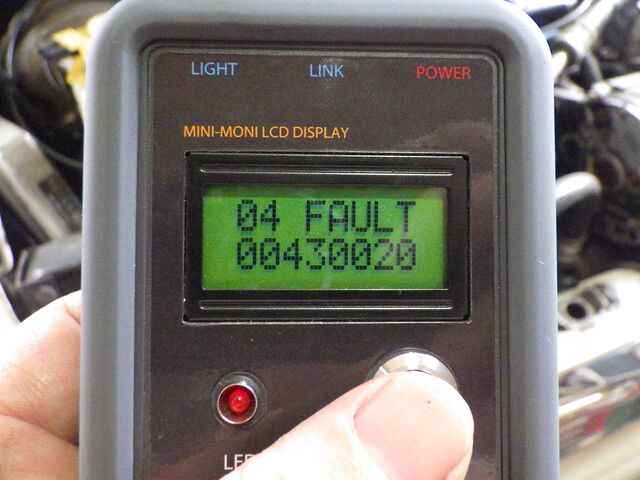 LIGHT LINK POWER
MINI-MONI LCD DISPLAY
04 FAULT
00430020